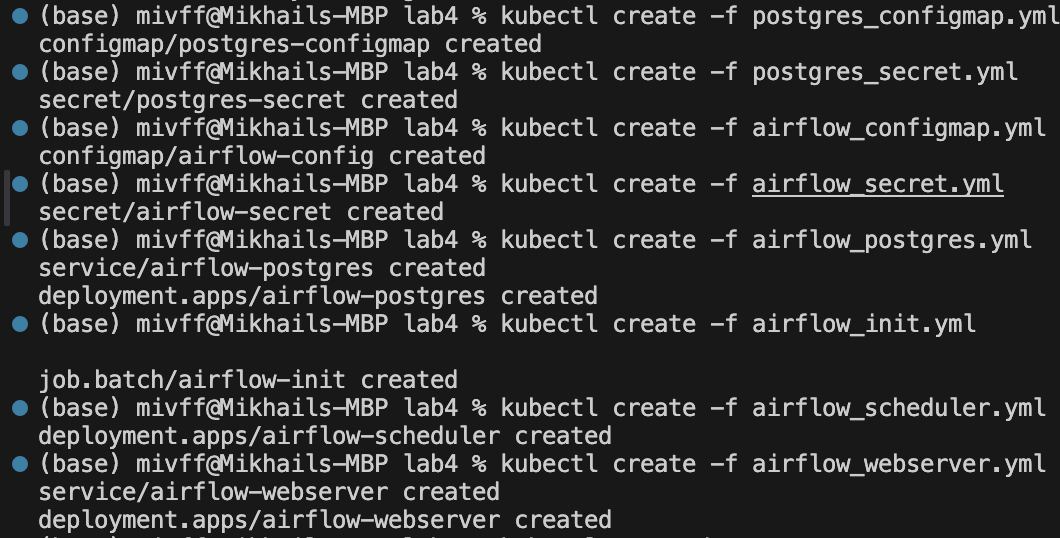 (base) mivff@Mikhails-MBP lab4 % kubectl create -f postgres_configmap.yml
configmap/postgres-configmap created
(base) mivff@Mikhails-MBP lab4 % kubectl create -f postgres_secret.yml
secret/postgres-secret created
(base) mivff@Mikhails-MBP lab4 % kubectl create -f airflow_configmap.yml
configmap/airflow-config created
(base) mivff@Mikhails-MBP lab4 % kubectl create -f airflow_secret.yml
secret/airflow-secret created
(base) mivff@Mikhails-MBP lab4 % kubectl create -f airflow_postgres.yml
service/airflow-postgres created
deployment.apps/airflow-postgres created
(base) mivff@Mikhails-MBP lab4 % kubectl create -f airflow_init.yml
job.batch/airflow-init created
(base) mivff@Mikhails-MBP lab4 % kubectl create -f airflow_scheduler.yml
deployment.apps/airflow-scheduler created
(base) mivff@Mikhails-MBP lab4 % kubectl create -f airflow_webserver.yml
service/airflow-webserver created
deployment.apps/airflow-webserver created